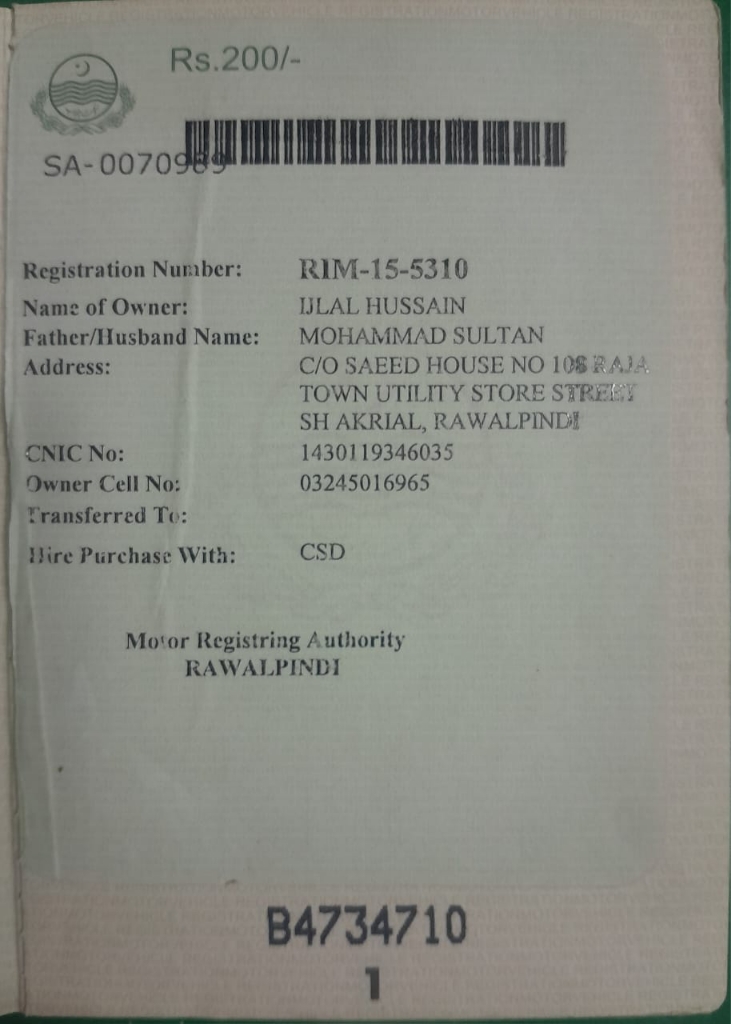 Rs.200/-
SA-0070989
Registration Number: RIM-15-5310
Name of Owner: IJLAL HUSSAIN
Father/Husband Name: MOHAMMAD SULTAN
Address: C/O SAEED HOUSE NO 108 RAJA
TOWN UTILITY STORE STREET
SH AKRIAL, RAWALPINDI
CNIC No: 1430119346035
Owner Cell No: 03245016965
Transferred To:
Hire Purchase With: CSD
Motor Registring Authority
RAWALPINDI
B4734710
1